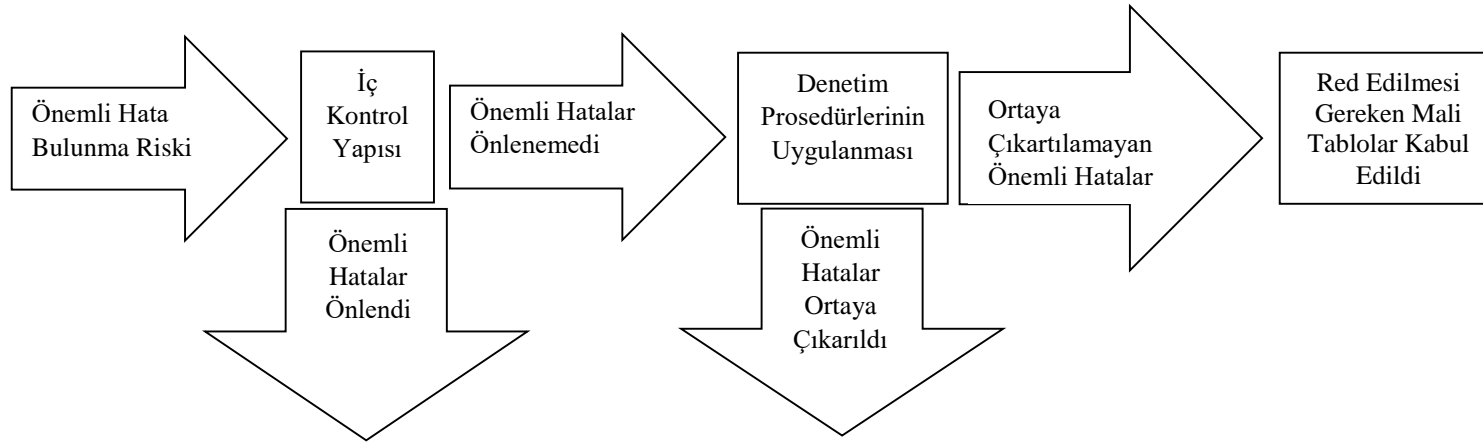 Önemli Hata
Bulunma Riski
İç
Kontrol
Yapısı
Önemli Hatalar
Önlenemedi
Denetim
Prosedürlerinin
Uygulanması
Ortaya
Çıkartılamayan
Önemli Hatalar
Red Edilmesi
Gereken Mali
Tablolar Kabul
Edildi
Önemli
Hatalar
Önlendi
Önemli
Hatalar
Ortaya
Çıkarıldı